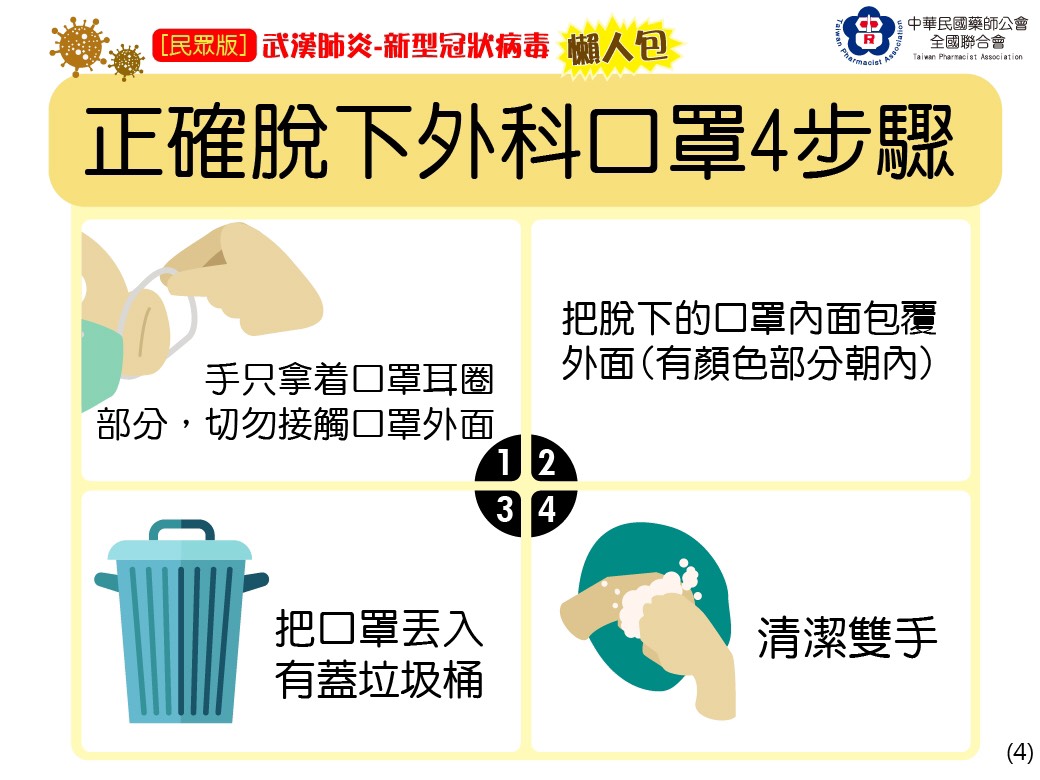 [民眾版] 武漢肺炎-新型冠狀病毒 懶人包
中華民國藥師公會
全國聯合會
Taiwan Pharmacist Association
Taiwan Pharmacist Association
正確脫下外科口罩4步驟
手只拿着口罩耳圈
部分，切勿接觸口罩外面
把脫下的口罩內面包覆
外面(有顏色部分朝內)
1 2
3 4
把口罩丟入
有蓋垃圾桶
清潔雙手
(4)